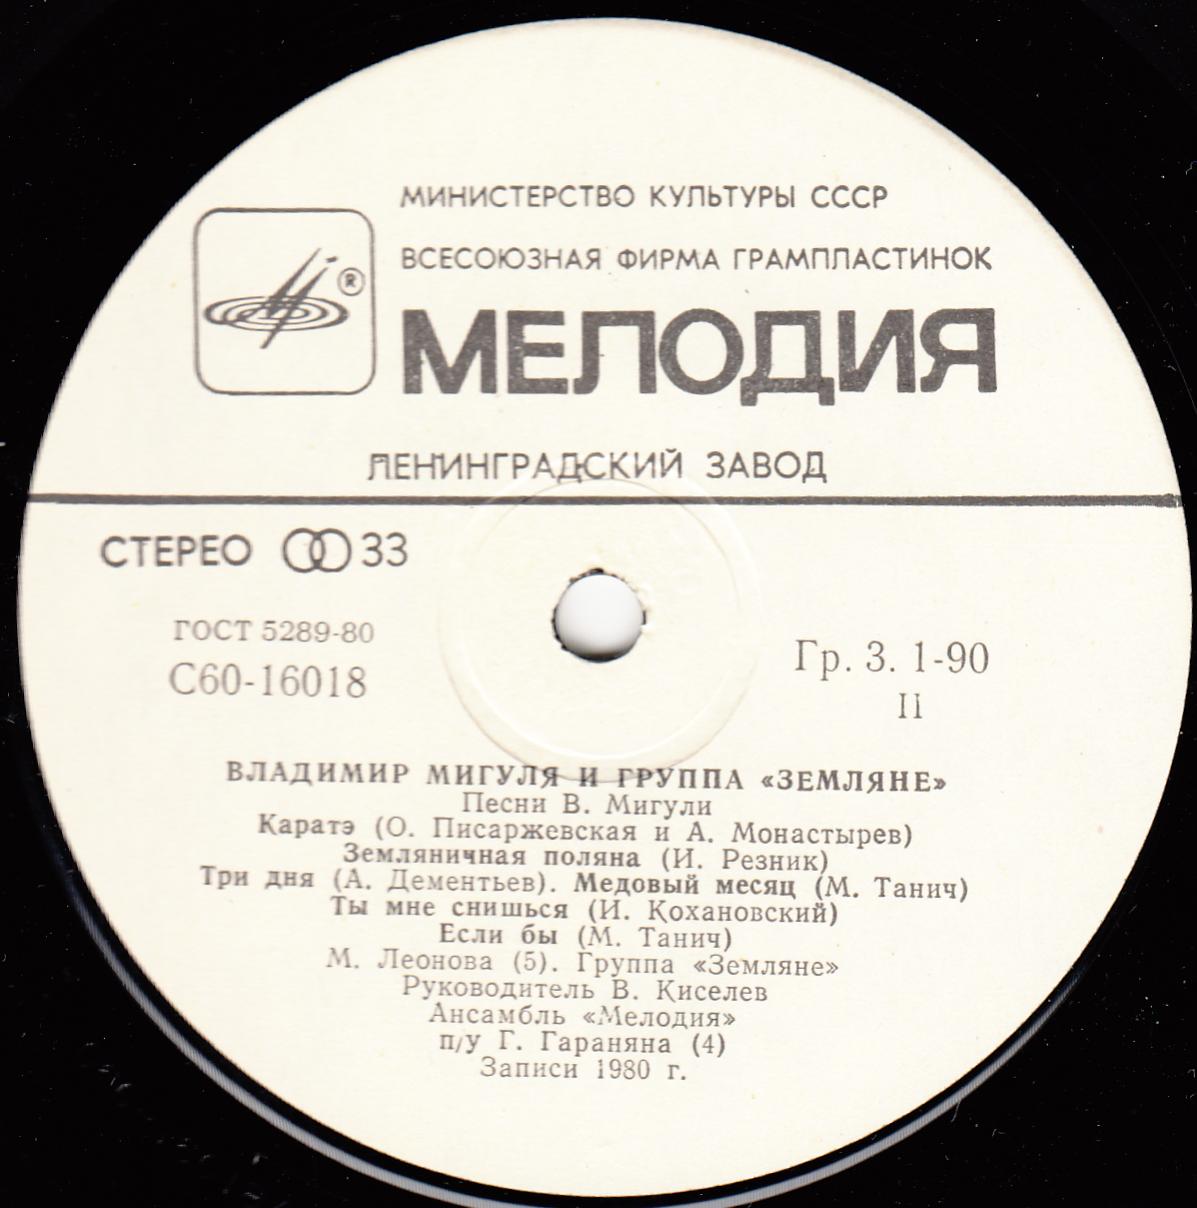 МИНИСТЕРСТВО КУЛЬТУРЫ СССР
ВСЕСОЮЗНАЯ ФИРМА ГРАМПЛАСТИНОК
®
МЕЛОДИЯ
ЛЕНИНГРАДСКИЙ ЗАВОД
СТЕРЕО 33
ГОСТ 5289-80
С60-16018
Гр. 3. 1-90
II
ВЛАДИМИР МИГУЛЯ И ГРУППА «ЗЕМЛЯНЕ»
Песни В. Мигули
Каратэ (О. Писаржевская и А. Монастырев)
Земляничная поляна (И. Резник)
Три дня (А. Дементьев). Медовый месяц (М. Танич)
Ты мне снишься (И. Кохановский)
Если бы (М. Танич)
М. Леонова (5). Группа «Земляне»
Руководитель В. Киселев
Ансамбль «Мелодия»
п/у Г. Гараняна (4)
Записи 1980 г.